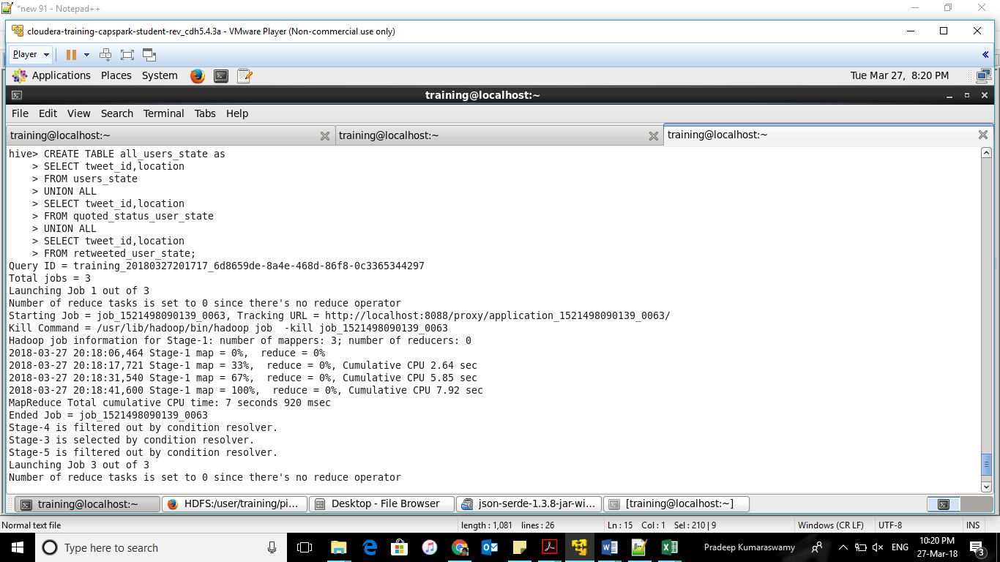 *new 91 - Notepad++
cloudera-training-capspark-student-rev_cdh5.4.3a - VMware Player (Non-commercial use only)
Player
Applications Places System Tue Mar 27, 8:20 PM
training@localhost:~
File Edit View Search Terminal Tabs Help
training@localhost:~ training@localhost:~ training@localhost:~
hive> CREATE TABLE all_users_state as
    > SELECT tweet_id,location
    > FROM users_state
    > UNION ALL
    > SELECT tweet_id,location
    > FROM quoted_status_user_state
    > UNION ALL
    > SELECT tweet_id,location
    > FROM retweeted_user_state;
Query ID = training_20180327201717_6d8659de-8a4e-468d-86f8-0c3365344297
Total jobs = 3
Launching Job 1 out of 3
Number of reduce tasks is set to 0 since there's no reduce operator
Starting Job = job_1521498090139_0063, Tracking URL = http://localhost:8088/proxy/application_1521498090139_0063/
Kill Command = /usr/lib/hadoop/bin/hadoop job  -kill job_1521498090139_0063
Hadoop job information for Stage-1: number of mappers: 3; number of reducers: 0
2018-03-27 20:18:06,464 Stage-1 map = 0%,  reduce = 0%
2018-03-27 20:18:17,721 Stage-1 map = 33%,  reduce = 0%, Cumulative CPU 2.64 sec
2018-03-27 20:18:31,540 Stage-1 map = 67%,  reduce = 0%, Cumulative CPU 5.85 sec
2018-03-27 20:18:41,600 Stage-1 map = 100%,  reduce = 0%, Cumulative CPU 7.92 sec
MapReduce Total cumulative CPU time: 7 seconds 920 msec
Ended Job = job_1521498090139_0063
Stage-4 is filtered out by condition resolver.
Stage-3 is selected by condition resolver.
Stage-5 is filtered out by condition resolver.
Launching Job 3 out of 3
Number of reduce tasks is set to 0 since there's no reduce operator
training@localhost:~ HDFS:/user/training/pi... Desktop - File Browser json-serde-1.3.8-jar-wi... [training@localhost:~]
Normal text file length : 1,081 lines : 26 Ln : 15 Col : 1 Sel : 210 | 9 Windows (CR LF) UTF-8 INS
Type here to search Pradeep Kumaraswamy ENG 10:20 PM
27-Mar-18 3